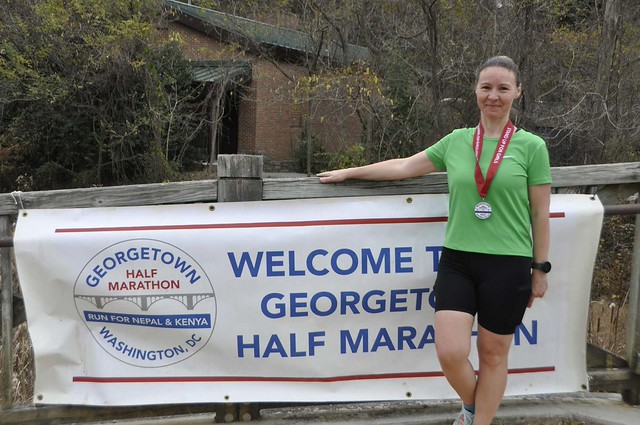 GEORGETOWN
HALF
MARATHON
RUN FOR NEPAL & KENYA
WASHINGTON, DC
WELCOME T
GEORGETO
HALF MARA N